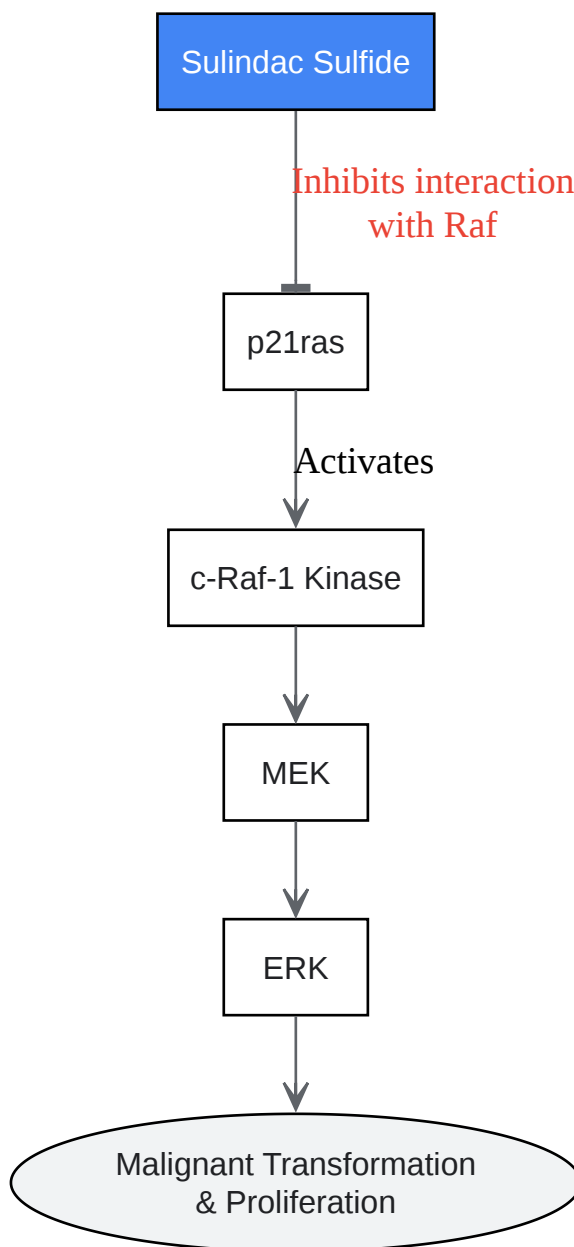 Sulindac Sulfide
Inhibits interaction
with Raf
p21ras
Activates
c-Raf-1 Kinase
MEK
ERK
Malignant Transformation
& Proliferation